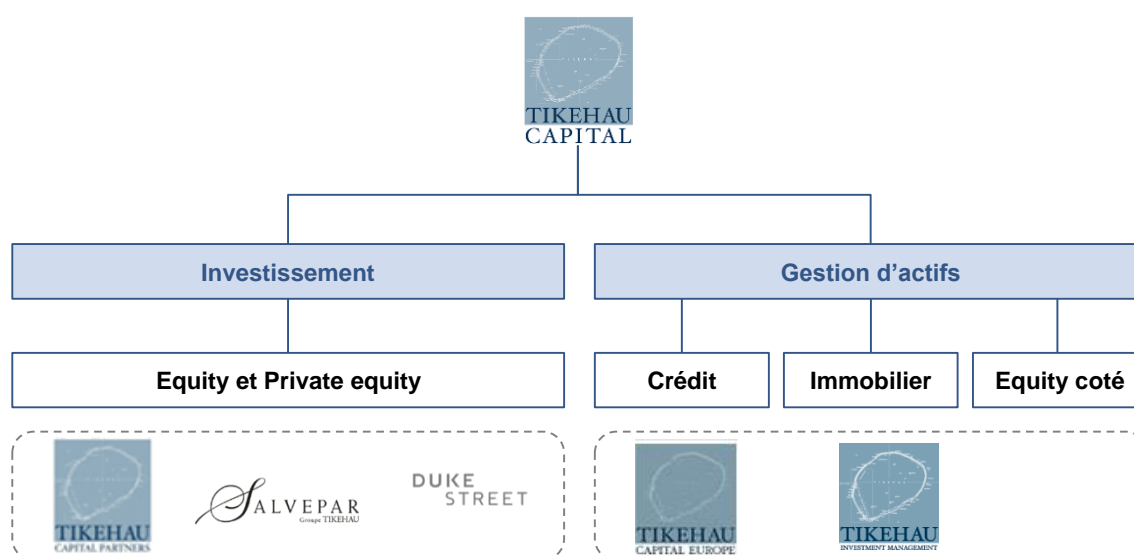 TIKEHAU
CAPITAL
Investissement
Gestion d'actifs
Equity et Private equity
Crédit
Immobilier
Equity coté
TIKEHAU
CAPITAL PARTNERS
SALVEPAR
Groupe TIKEHAU
DUKE
STREET
TIKEHAU
CAPITAL EUROPE
TIKEHAU
INVESTMENT MANAGEMENT